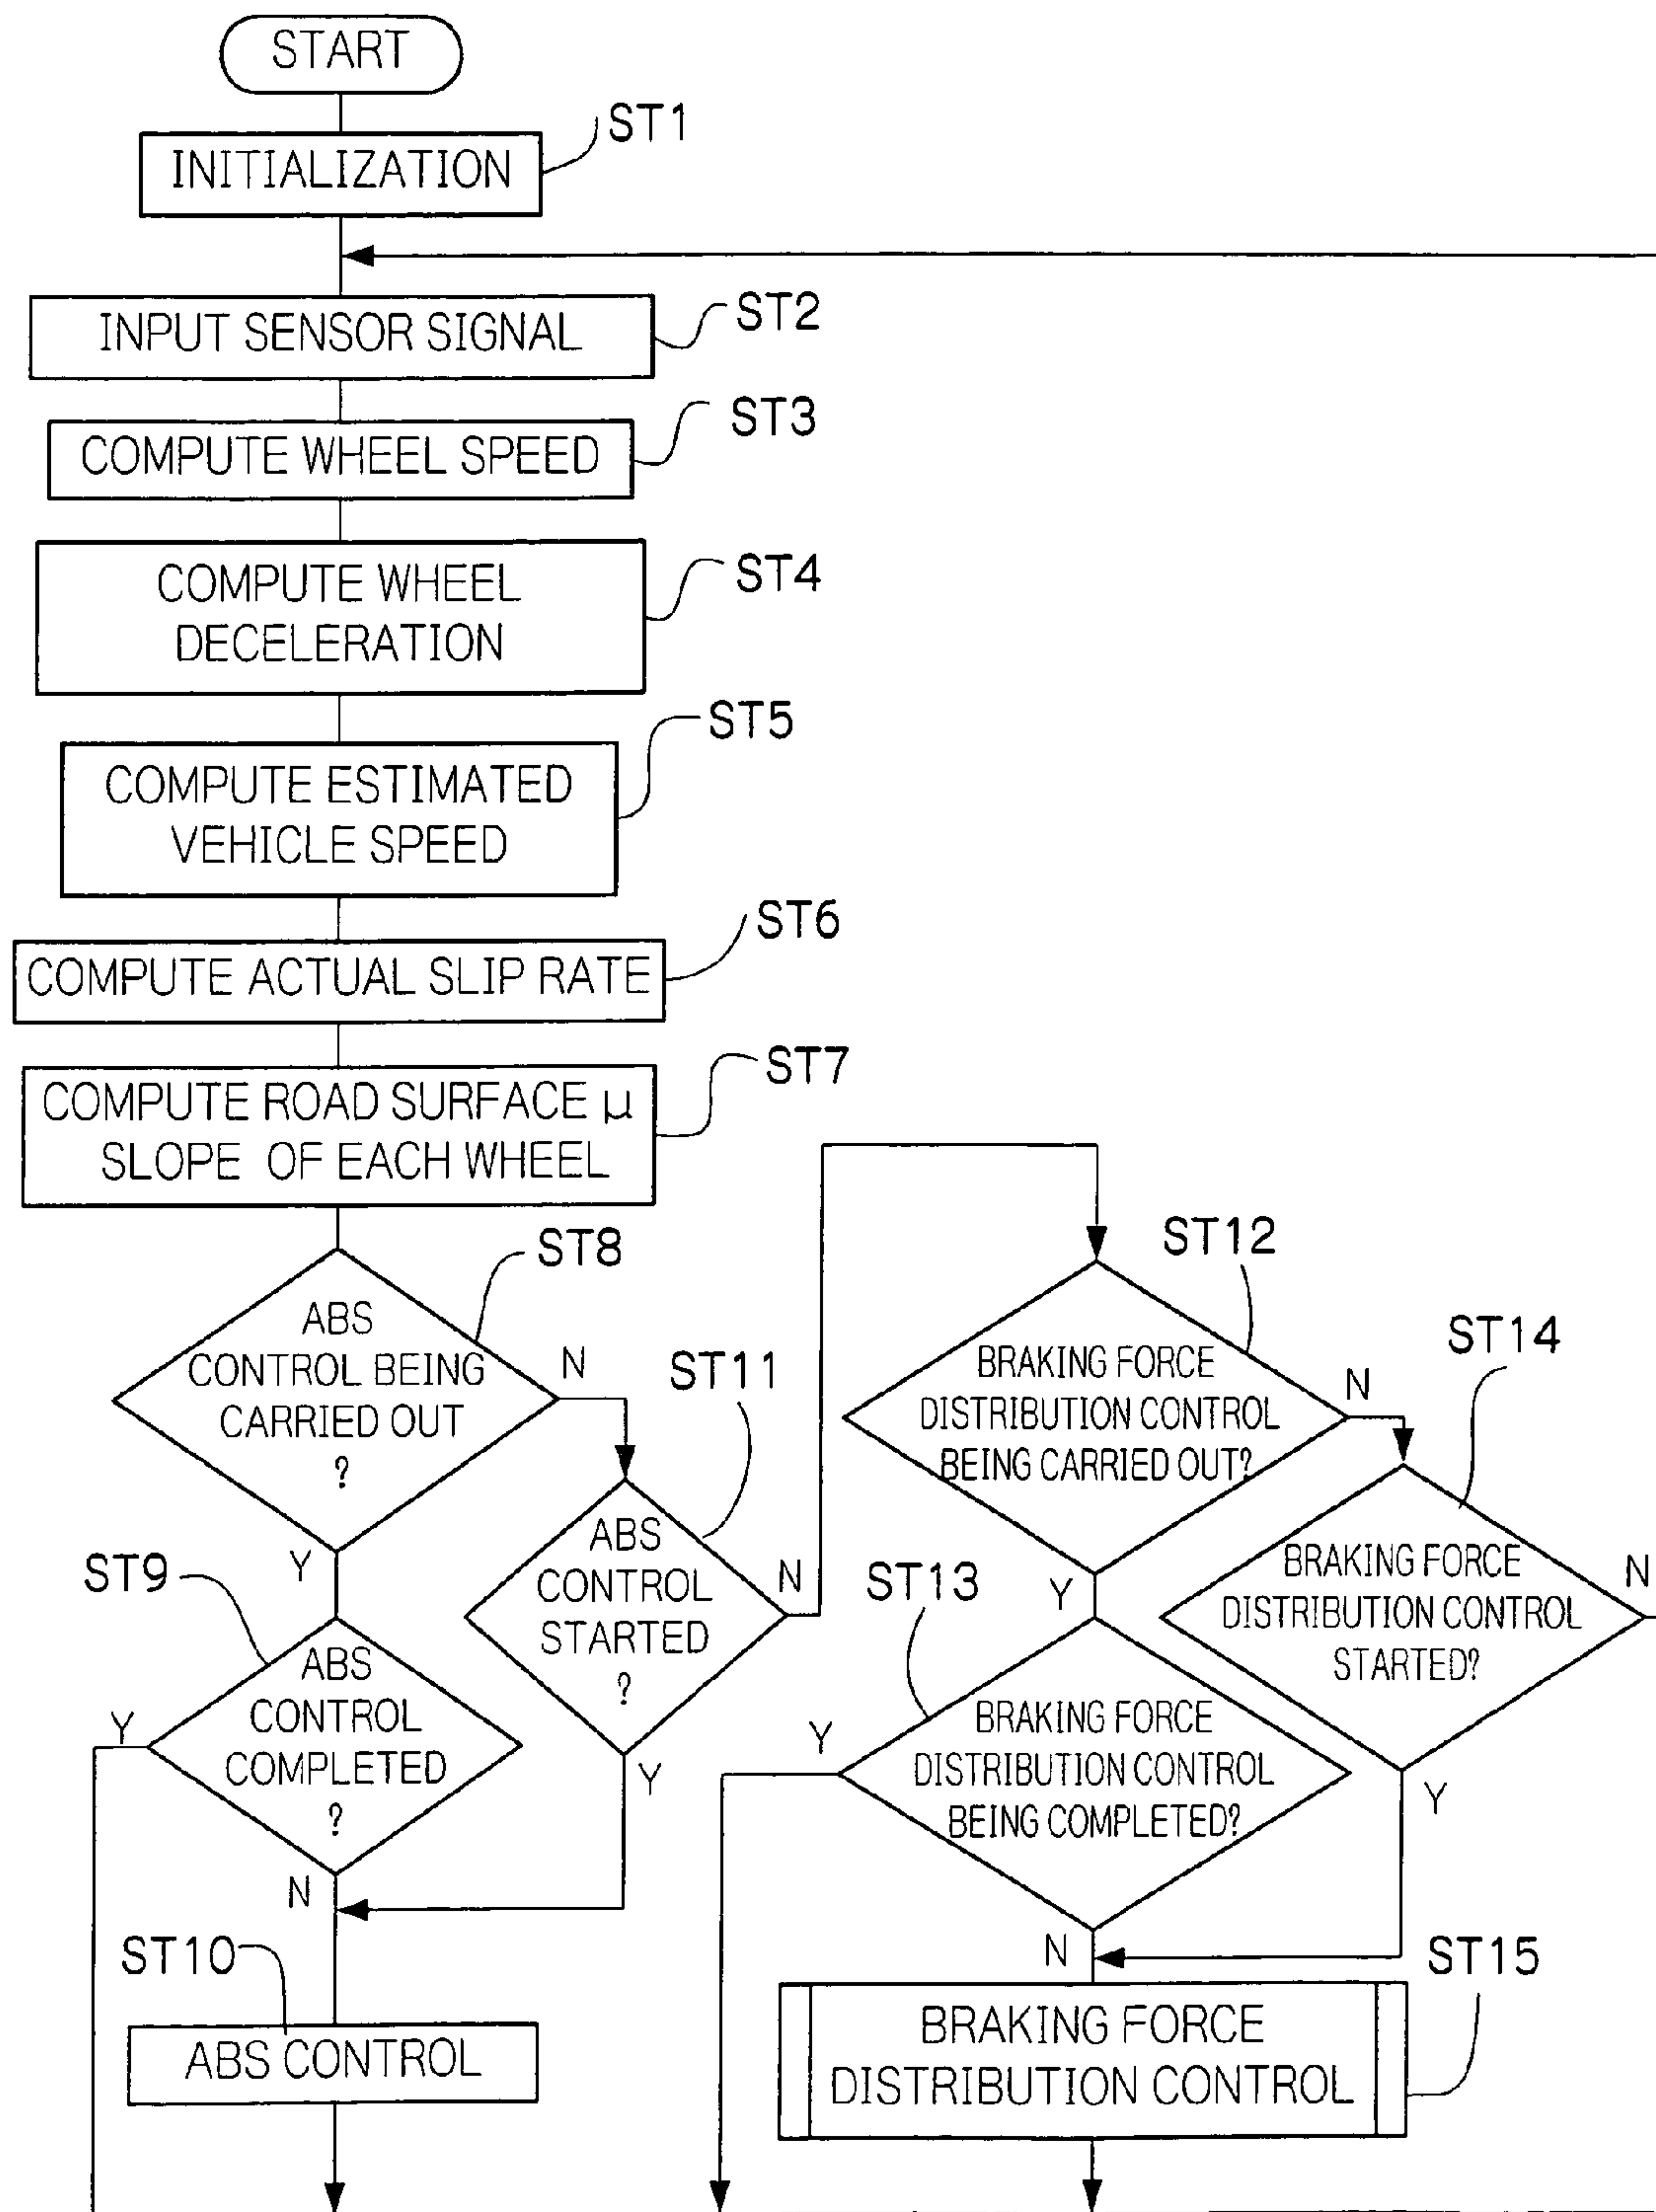 START
ST1
INITIALIZATION
ST2
INPUT SENSOR SIGNAL
ST3
COMPUTE WHEEL SPEED
ST4
COMPUTE WHEEL
DECELERATION
ST5
COMPUTE ESTIMATED
VEHICLE SPEED
ST6
COMPUTE ACTUAL SLIP RATE
ST7
COMPUTE ROAD SURFACE μ
SLOPE OF EACH WHEEL
ST8
ABS
CONTROL BEING
CARRIED OUT
?
N
Y
ST9
ABS
CONTROL
COMPLETED
?
Y
N
ST10
ABS CONTROL
ST11
ABS
CONTROL
STARTED
?
N
Y
ST12
BRAKING FORCE
DISTRIBUTION CONTROL
BEING CARRIED OUT?
N
Y
ST13
BRAKING FORCE
DISTRIBUTION CONTROL
BEING COMPLETED?
Y
N
ST14
BRAKING FORCE
DISTRIBUTION CONTROL
STARTED?
N
Y
ST15
BRAKING FORCE
DISTRIBUTION CONTROL